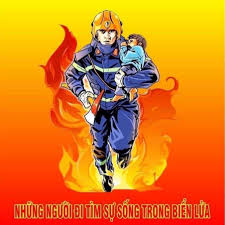 NHỮNG NGƯỜI ĐI TÌM SỰ SỐNG TRONG BIỂN LỬA